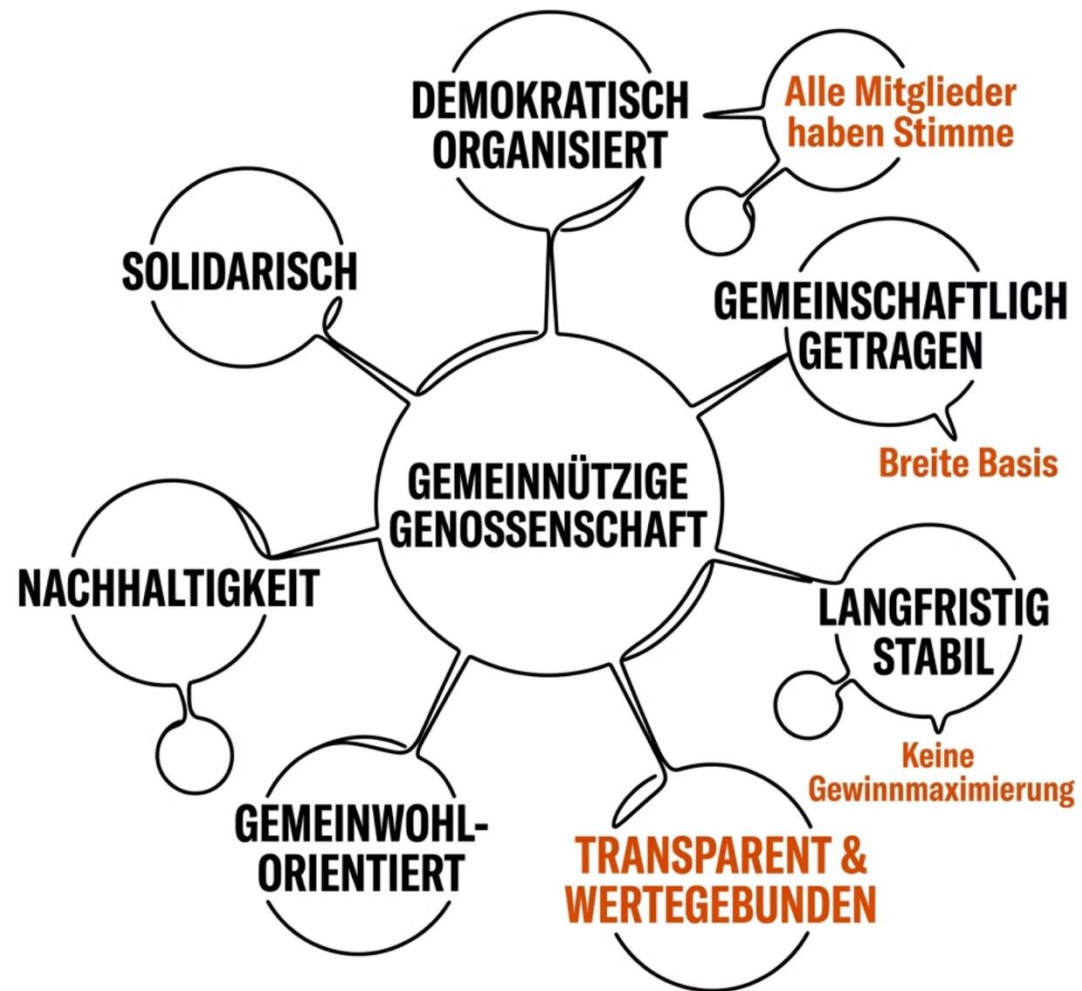 DEMOKRATISCH
ORGANISIERT
Alle Mitglieder
haben Stimme
SOLIDARISCH
GEMEINSCHAFTLICH
GETRAGEN
Breite Basis
GEMEINNÜTZIGE
GENOSSENSCHAFT
NACHHALTIGKEIT
LANGFRISTIG
STABIL
Keine
Gewinnmaximierung
GEMEINWOHL-
ORIENTIERT
TRANSPARENT &
WERTEGEBUNDEN